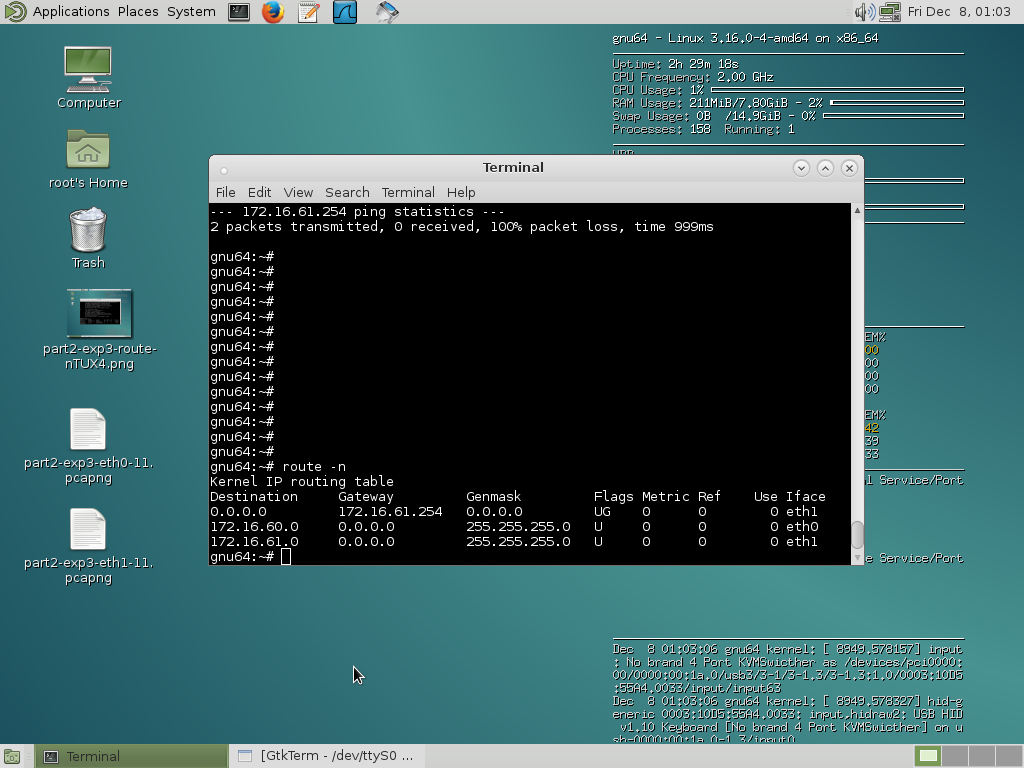 Applications Places System
Fri Dec 8, 01:03
Computer
root's Home
Trash
part2-exp3-route-
nTUX4.png
part2-exp3-eth0-11.
pcapng
part2-exp3-eth1-11.
pcapng
gnu64 - Linux 3.16.0-4-amd64 on x86_64
Uptime: 2h 29m 18s
CPU Frequency: 2.00 GHz
CPU Usage: 1%
RAM Usage: 211MiB/7.80GiB - 2%
Swap Usage: 0B /14.9GiB - 0%
Processes: 158 Running: 1
Terminal
File Edit View Search Terminal Help
--- 172.16.61.254 ping statistics ---
2 packets transmitted, 0 received, 100% packet loss, time 999ms
gnu64:~#
gnu64:~#
gnu64:~#
gnu64:~#
gnu64:~#
gnu64:~#
gnu64:~#
gnu64:~#
gnu64:~#
gnu64:~#
gnu64:~#
gnu64:~#
gnu64:~#
gnu64:~#
gnu64:~# route -n
Kernel IP routing table
Destination Gateway Genmask Flags Metric Ref Use Iface
0.0.0.0 172.16.61.254 0.0.0.0 UG 0 0 0 eth1
172.16.60.0 0.0.0.0 255.255.255.0 U 0 0 0 eth0
172.16.61.0 0.0.0.0 255.255.255.0 U 0 0 0 eth1
gnu64:~#
EM%
00
00
00
00
EM%
42
39
33
Service/Port
e Service/Port
Dec 8 01:03:06 gnu64 kernel: [ 8949.578157] input
: No brand 4 Port KVMSwicther as /devices/pci0000:
00/0000:00:1a.0/usb3/3-1/3-1.3/3-1.3:1.0/0003:10D5
:55A4.0033/input/input63
Dec 8 01:03:06 gnu64 kernel: [ 8949.578327] hid-g
eneric 0003:10D5:55A4.0033: input,hidraw2: USB HID
v1.10 Keyboard [No brand 4 Port KVMSwicther] on u
sb-0000:00:1a.0-1.3/input0
Terminal
[GtkTerm - /dev/ttyS0 ...